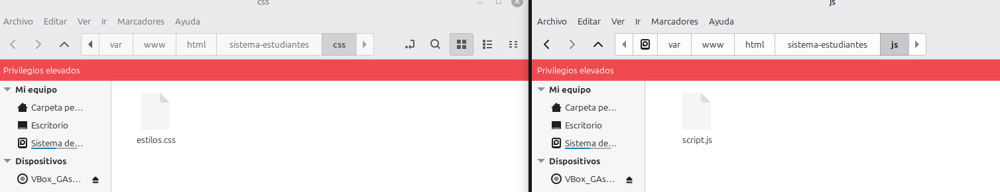 css
Archivo Editar Ver Ir Marcadores Ayuda
var www html sistema-estudiantes css
Privilegios elevados
Mi equipo
Carpeta pe...
Escritorio
Sistema de...
Dispositivos
VBox_GAs...
estilos.css
js
Archivo Editar Ver Ir Marcadores Ayuda
var www html sistema-estudiantes js
Privilegios elevados
Mi equipo
Carpeta pe...
Escritorio
Sistema de...
Dispositivos
VBox_GAs...
script.js